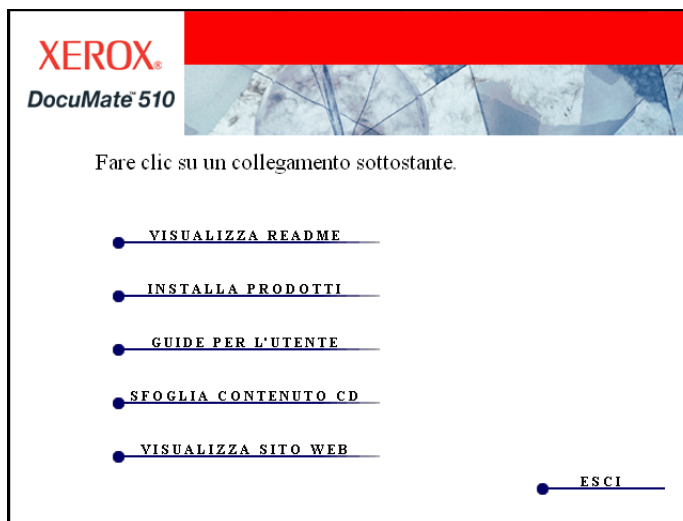 XEROX®
DocuMate™ 510
Fare clic su un collegamento sottostante.
VISUALIZZA README
INSTALLA PRODOTTI
GUIDE PER L'UTENTE
SFOGLIA CONTENUTO CD
VISUALIZZA SITO WEB
ESCI